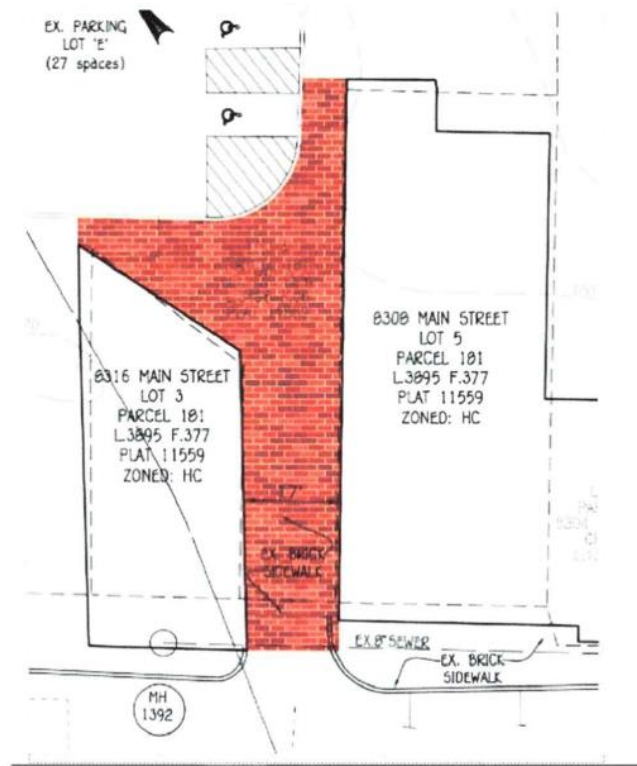 EX. PARKING
LOT 'E'
(27 spaces)
8308 MAIN STREET
LOT 5
PARCEL 181
L.3895 F.377
PLAT 11559
ZONED: HC
8316 MAIN STREET
LOT 3
PARCEL 181
L.3895 F.377
PLAT 11559
ZONED: HC
17'
EX. BRICK
SIDEWALK
EX.8" SEWER
EX. BRICK
SIDEWALK
MH
1392